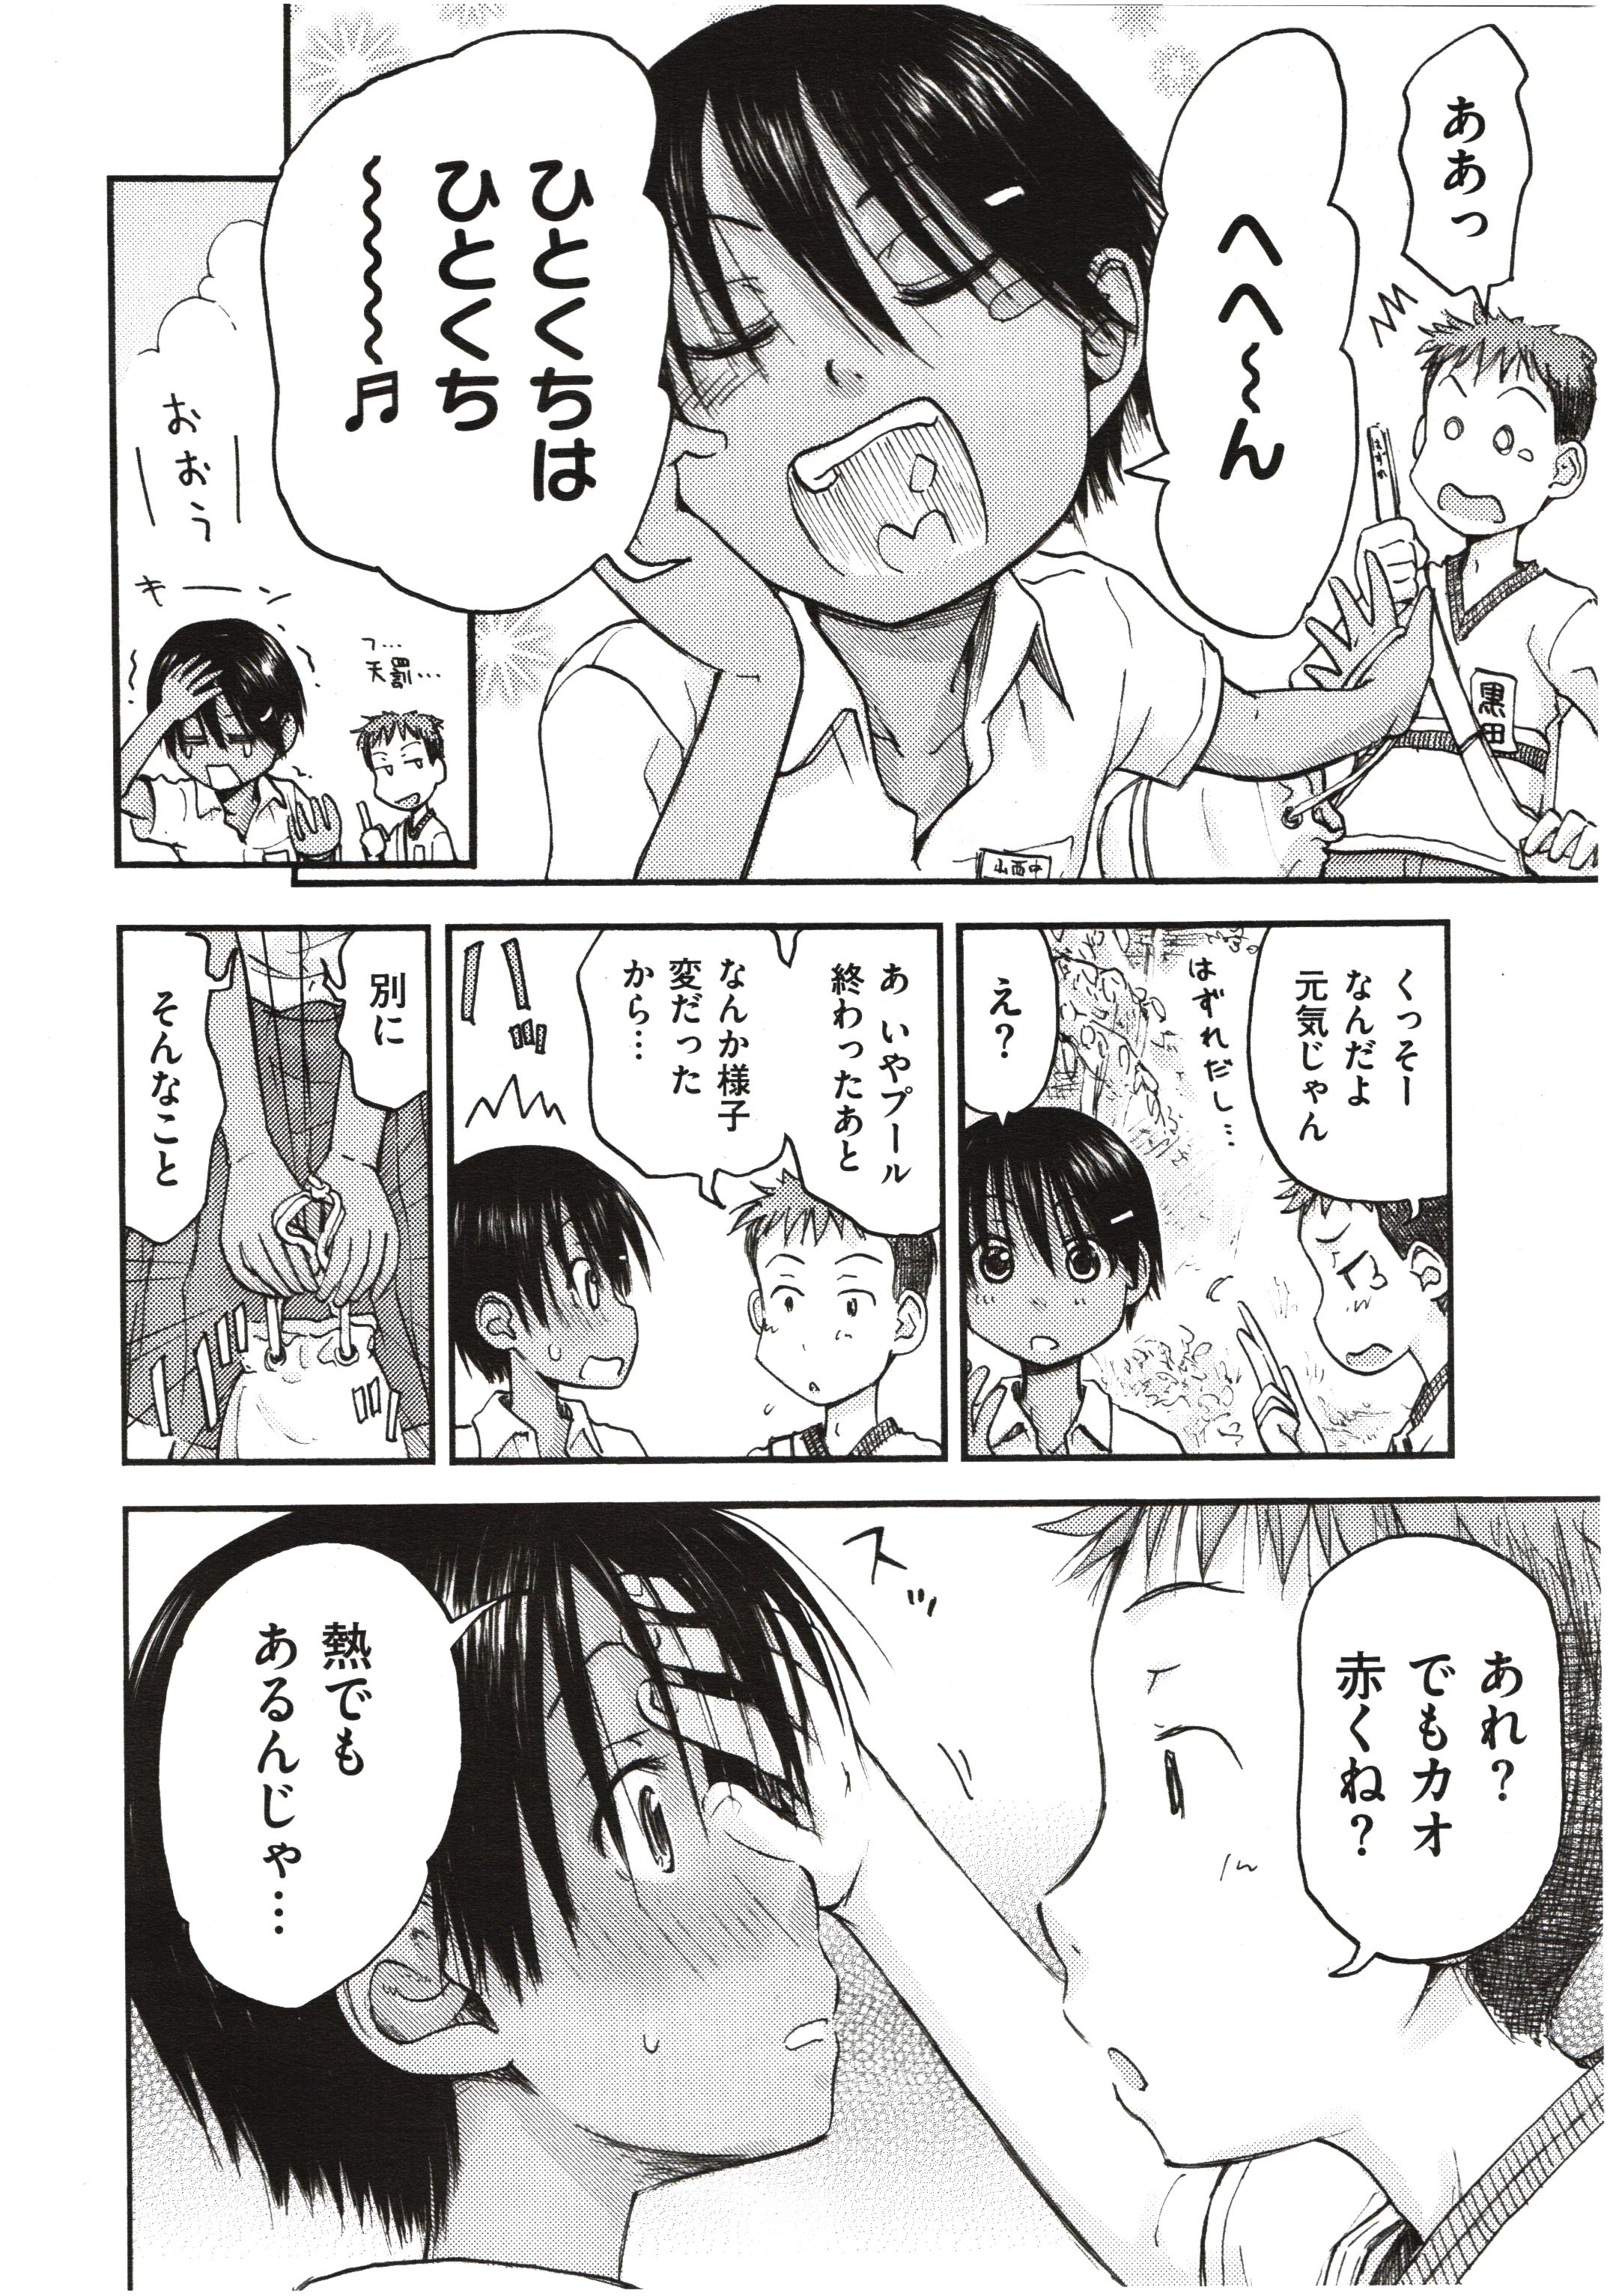 ああっ
へへ〜ん
ひとくちは
ひとくち
〜〜〜〜♬
はずれ
黒田
山西中
おおう
キーン
フ…
天罰…
くっそー
なんだよ
元気じゃん
はずれだし…
え？
あ いやプール
終わったあと
なんか様子
変だった
から…
別に
そんなこと
あれ？
でもカオ
赤くね？
スッ
熱でも
あるんじゃ…